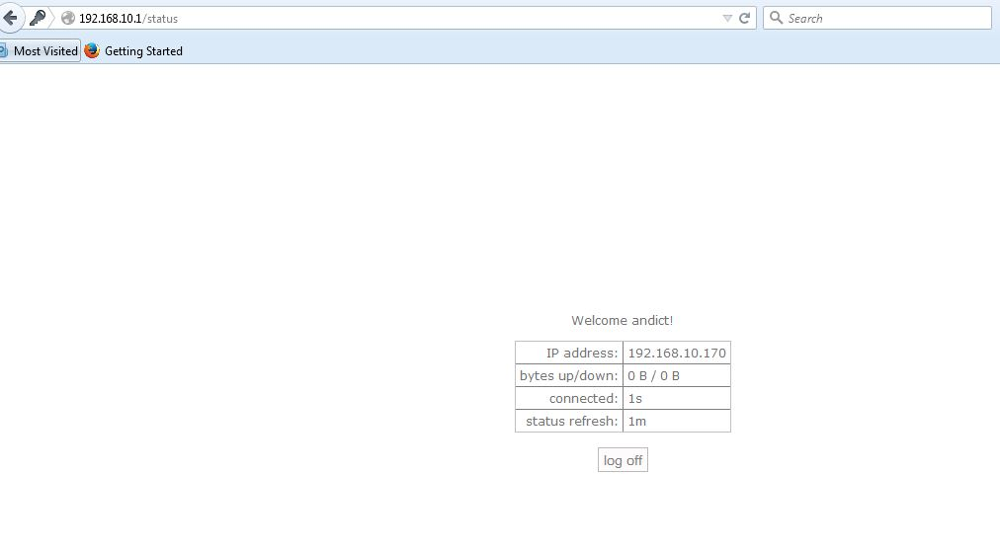 192.168.10.1/status
Search
Most Visited
Getting Started
Welcome andict!
IP address: 192.168.10.170
bytes up/down: 0 B / 0 B
connected: 1s
status refresh: 1m
log off